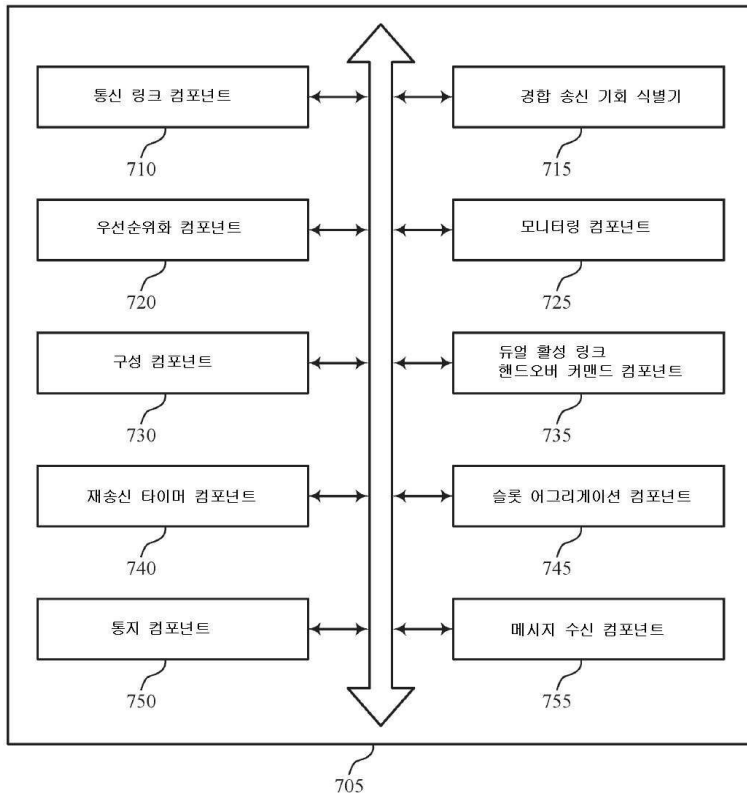 통신 링크 컴포넌트
경합 송신 기회 식별기
710
715
우선순위화 컴포넌트
모니터링 컴포넌트
720
725
구성 컴포넌트
듀얼 활성 링크
핸드오버 커맨드 컴포넌트
730
735
재송신 타이머 컴포넌트
슬롯 어그리게이션 컴포넌트
740
745
통지 컴포넌트
메시지 수신 컴포넌트
750
755
705